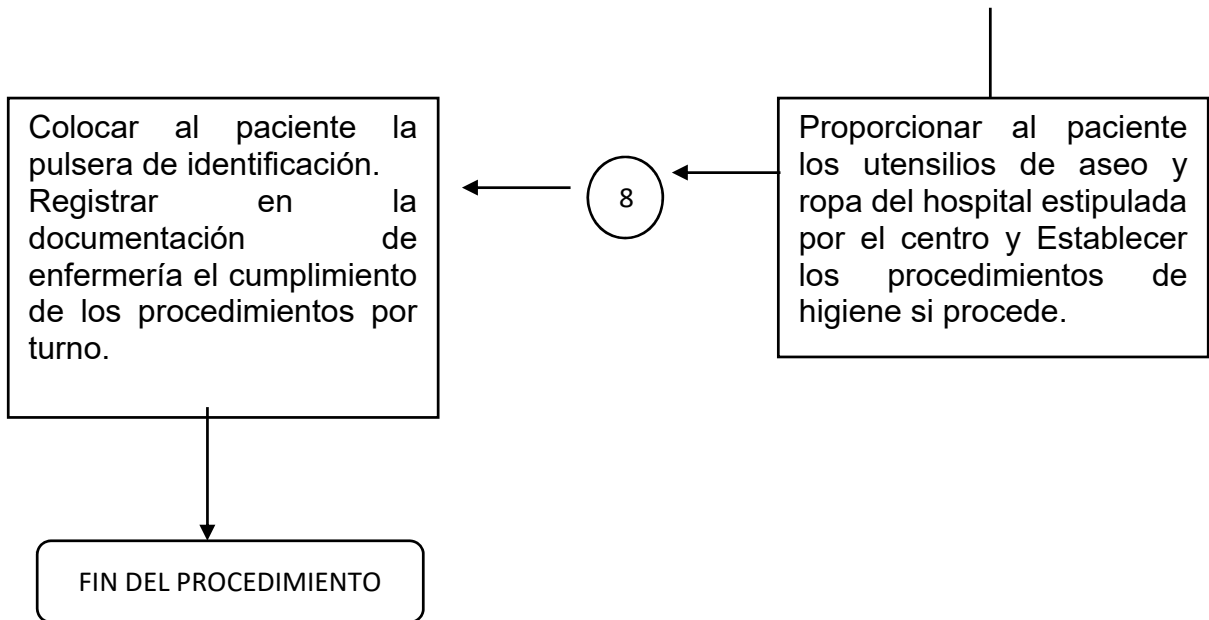 Colocar al paciente la
pulsera de identificación.
Registrar en la
documentación de
enfermería el cumplimiento
de los procedimientos por
turno.
8
Proporcionar al paciente
los utensilios de aseo y
ropa del hospital estipulada
por el centro y Establecer
los procedimientos de
higiene si procede.
FIN DEL PROCEDIMIENTO